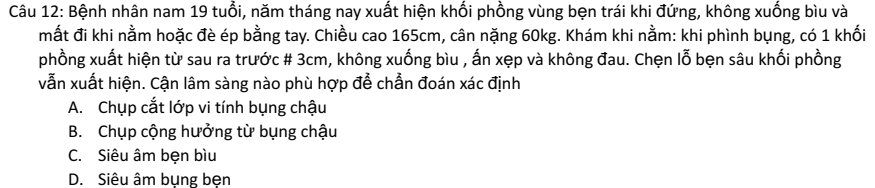 Câu 12: Bệnh nhân nam 19 tuổi, năm tháng nay xuất hiện khối phồng vùng bẹn trái khi đứng, không xuống bìu và
mất đi khi nằm hoặc đè ép bằng tay. Chiều cao 165cm, cân nặng 60kg. Khám khi nằm: khi phình bụng, có 1 khối
phồng xuất hiện từ sau ra trước # 3cm, không xuống bìu , ấn xẹp và không đau. Chẹn lỗ bẹn sâu khối phồng
vẫn xuất hiện. Cận lâm sàng nào phù hợp để chẩn đoán xác định
A. Chụp cắt lớp vi tính bụng chậu
B. Chụp cộng hưởng từ bụng chậu
C. Siêu âm bẹn bìu
D. Siêu âm bụng bẹn